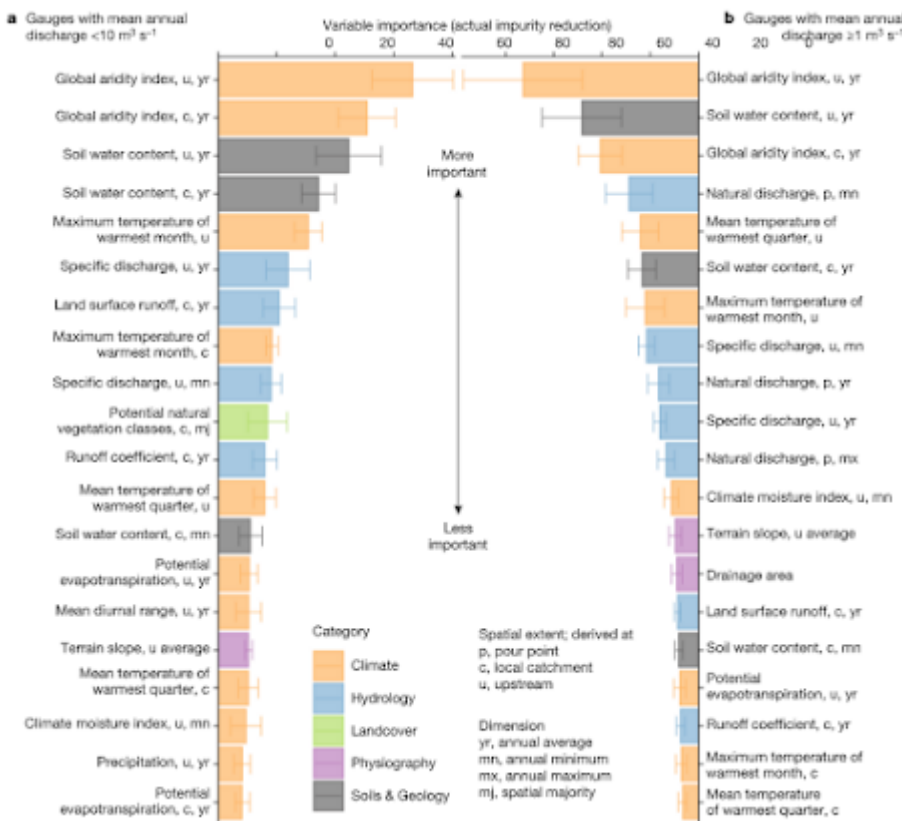 a Gauges with mean annual
discharge <10 m³ s⁻¹
Variable importance (actual impurity reduction)
b Gauges with mean annual
discharge ≥1 m³ s⁻¹
0 20 40 60 80 80 60 40 20 0
Global aridity index, u, yr
Global aridity index, c, yr
Soil water content, u, yr
Soil water content, c, yr
Maximum temperature of
warmest month, u
Specific discharge, u, yr
Land surface runoff, c, yr
Maximum temperature of
warmest month, c
Specific discharge, u, mn
Potential natural
vegetation classes, c, mj
Runoff coefficient, c, yr
Mean temperature of
warmest quarter, u
Soil water content, c, mn
Potential
evapotranspiration, u, yr
Mean diurnal range, u, yr
Terrain slope, u average
Mean temperature of
warmest quarter, c
Climate moisture index, u, mn
Precipitation, u, yr
Potential
evapotranspiration, c, yr
More
important
Less
important
Category
Climate
Hydrology
Landcover
Physiography
Soils & Geology
Spatial extent; derived at
p, pour point
c, local catchment
u, upstream
Dimension
yr, annual average
mn, annual minimum
mx, annual maximum
mj, spatial majority
Global aridity index, u, yr
Soil water content, u, yr
Global aridity index, c, yr
Natural discharge, p, mn
Mean temperature of
warmest quarter, u
Soil water content, c, yr
Maximum temperature of
warmest month, u
Specific discharge, u, mn
Natural discharge, p, yr
Specific discharge, u, yr
Natural discharge, p, mx
Climate moisture index, u, mn
Terrain slope, u average
Drainage area
Land surface runoff, c, yr
Soil water content, c, mn
Potential
evapotranspiration, u, yr
Runoff coefficient, c, yr
Maximum temperature of
warmest month, c
Mean temperature
of warmest quarter, c